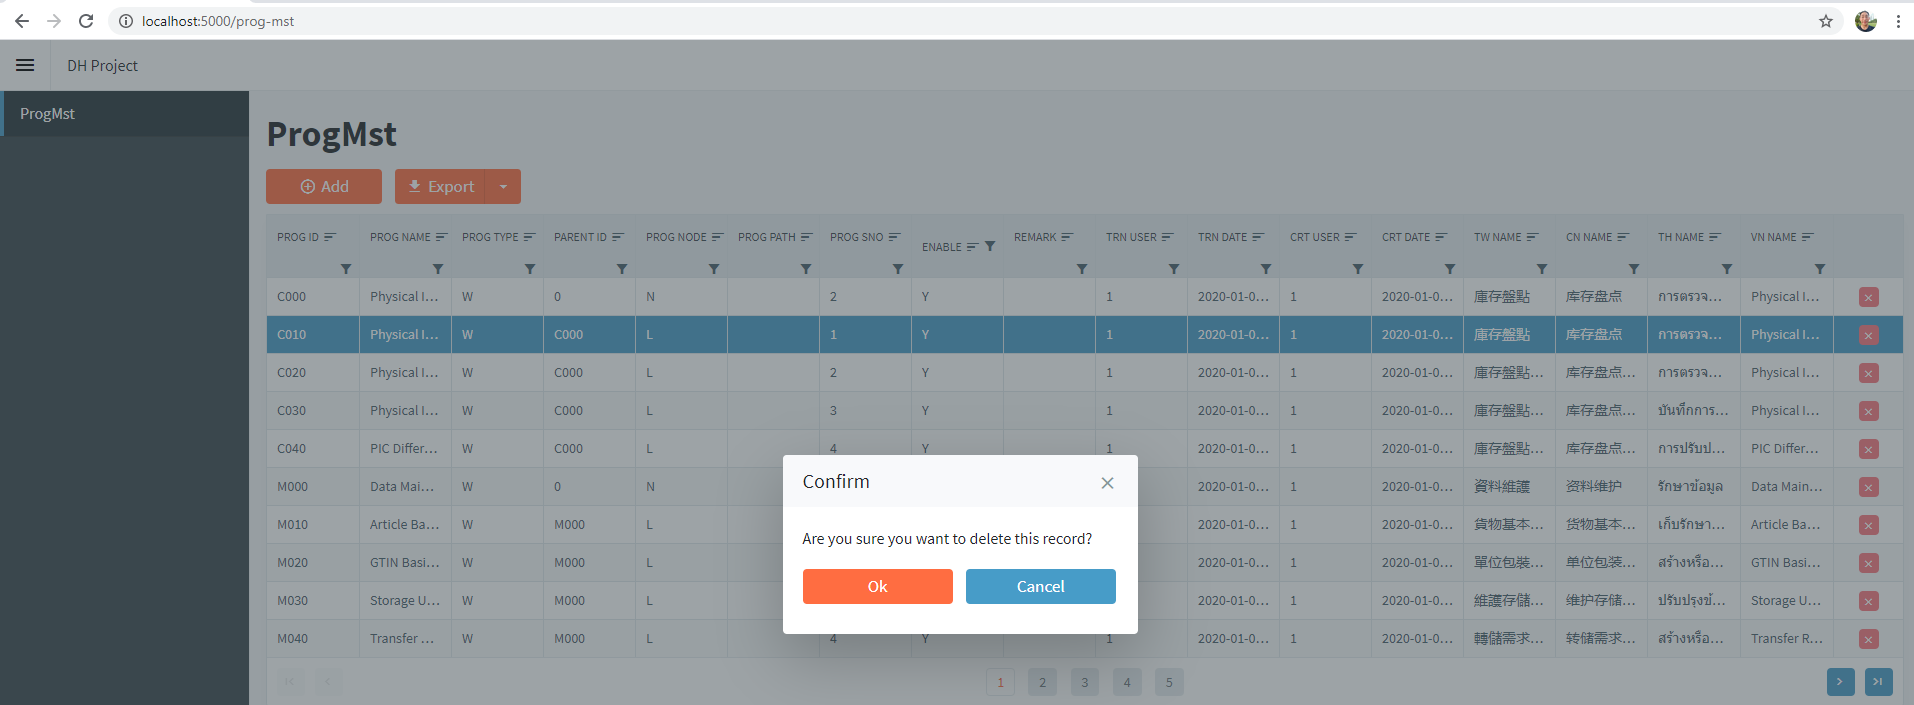 localhost:5000/prog-mst
DH Project
ProgMst
ProgMst
Add Export
PROG ID PROG NAME PROG TYPE PARENT ID PROG NODE PROG PATH PROG SNO ENABLE REMARK TRN USER TRN DATE CRT USER CRT DATE TW NAME CN NAME TH NAME VN NAME
C000 Physical I... W 0 N 2 Y 1 2020-01-0... 1 2020-01-0... 庫存盤點 库存盘点 การตรวจ... Physical I...
C010 Physical I... W C000 L 1 Y 1 2020-01-0... 1 2020-01-0... 庫存盤點 库存盘点 การตรวจ... Physical I...
C020 Physical I... W C000 L 2 Y 1 2020-01-0... 1 2020-01-0... 庫存盤點... 库存盘点... การตรวจ... Physical I...
C030 Physical I... W C000 L 3 Y 1 2020-01-0... 1 2020-01-0... 庫存盤點... 库存盘点... บันทึกการ... Physical I...
C040 PIC Differ... W C000 L 4 Y 1 2020-01-0... 1 2020-01-0... 庫存盤點... 库存盘点... การปรับป... PIC Differ...
M000 Data Mai... W 0 N 2020-01-0... 1 2020-01-0... 資料維護 资料维护 รักษาข้อมูล Data Main...
M010 Article Ba... W M000 L 2020-01-0... 1 2020-01-0... 貨物基本... 货物基本... เก็บรักษา... Article Ba...
M020 GTIN Basi... W M000 L 2020-01-0... 1 2020-01-0... 單位包裝... 单位包装... สร้างหรือ... GTIN Basi...
M030 Storage U... W M000 L 2020-01-0... 1 2020-01-0... 維護存儲... 维护存储... ปรับปรุงข้... Storage U...
M040 Transfer ... W M000 L 4 Y 1 2020-01-0... 1 2020-01-0... 轉儲需求... 转储需求... สร้างหรือ... Transfer R...
Confirm
Are you sure you want to delete this record?
Ok Cancel
1 2 3 4 5